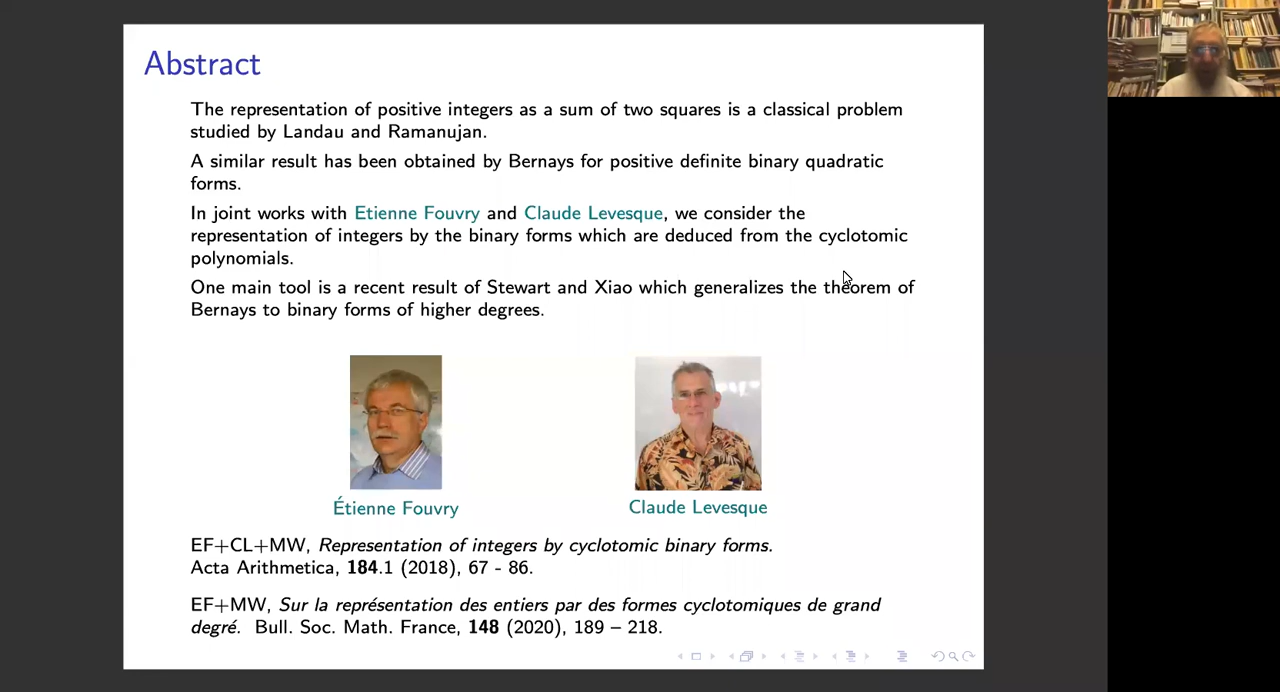 Abstract
The representation of positive integers as a sum of two squares is a classical problem
studied by Landau and Ramanujan.
A similar result has been obtained by Bernays for positive definite binary quadratic
forms.
In joint works with Etienne Fouvry and Claude Levesque, we consider the
representation of integers by the binary forms which are deduced from the cyclotomic
polynomials.
One main tool is a recent result of Stewart and Xiao which generalizes the theorem of
Bernays to binary forms of higher degrees.
Étienne Fouvry
Claude Levesque
EF+CL+MW, Representation of integers by cyclotomic binary forms.
Acta Arithmetica, 184.1 (2018), 67 - 86.
EF+MW, Sur la représentation des entiers par des formes cyclotomiques de grand
degré. Bull. Soc. Math. France, 148 (2020), 189 – 218.